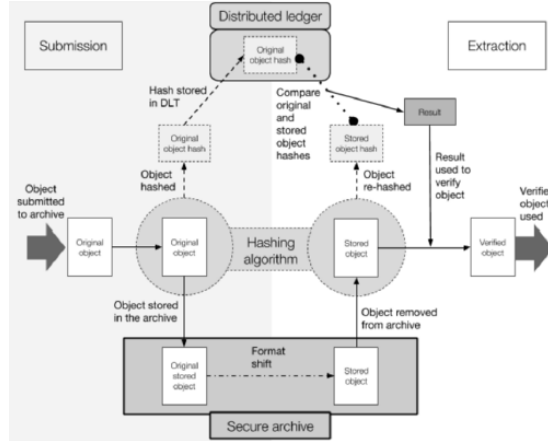 Distributed ledger
Submission
Extraction
Original
object hash
Hash stored
in DLT
Compare
original
and
stored
object
hashes
Result
Original
object hash
Stored
object hash
Object
hashed
Object
re-hashed
Result
used to
verify
object
Object
submitted
to archive
Verified
object
used
Original
object
Original
object
Hashing
algorithm
Stored
object
Verified
object
Object stored
in the archive
Object removed
from archive
Original
stored
object
Format
shift
Stored
object
Secure archive